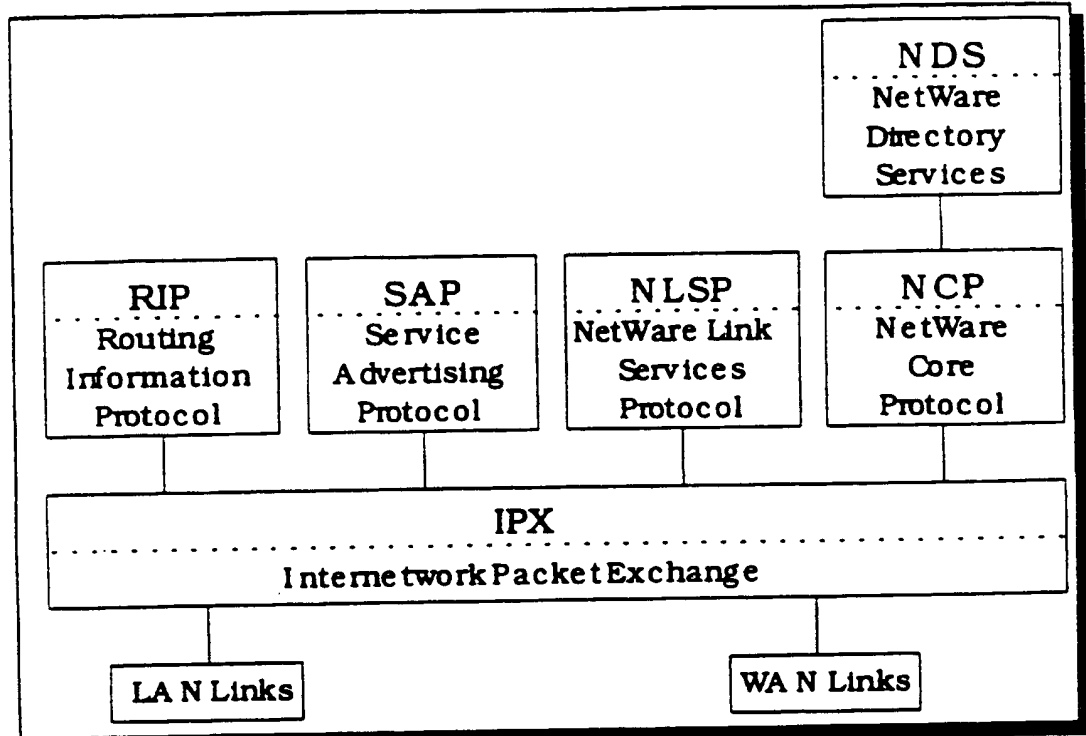 NDS
NetWare
Directory
Services
RIP
Routing
Information
Protocol
SAP
Service
Advertising
Protocol
NLSP
NetWare Link
Services
Protocol
NCP
NetWare
Core
Protocol
IPX
Internetwork Packet Exchange
LAN Links
WAN Links